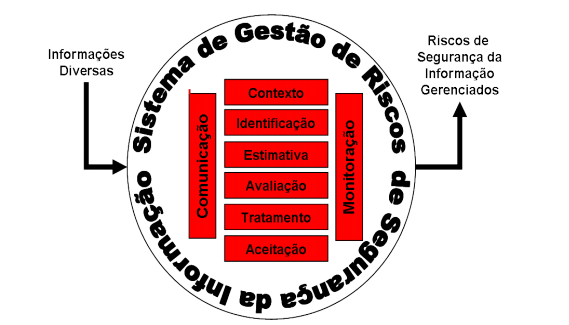 Informações
Diversas
Sistema de Gestão de Riscos de Segurança da Informação
Comunicação
Contexto
Identificação
Estimativa
Avaliação
Tratamento
Aceitação
Monitoração
Riscos de
Segurança da
Informação
Gerenciados